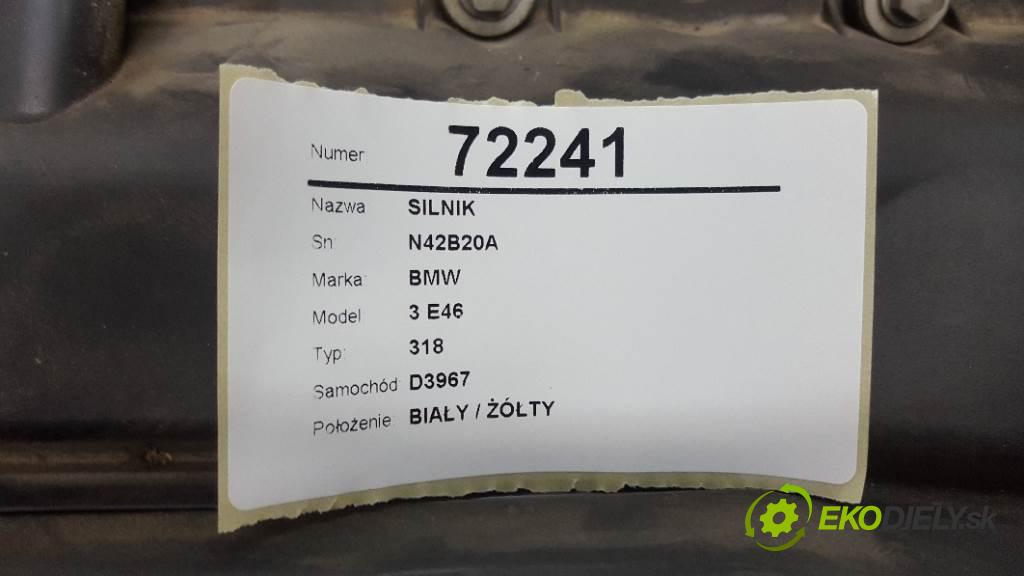 Numer: 72241
Nazwa SILNIK
Sn: N42B20A
Marka: BMW
Model 3 E46
Typ: 318
Samochód: D3967
Położenie: BIAŁY / ŻÓŁTY
EKODIELY.sk